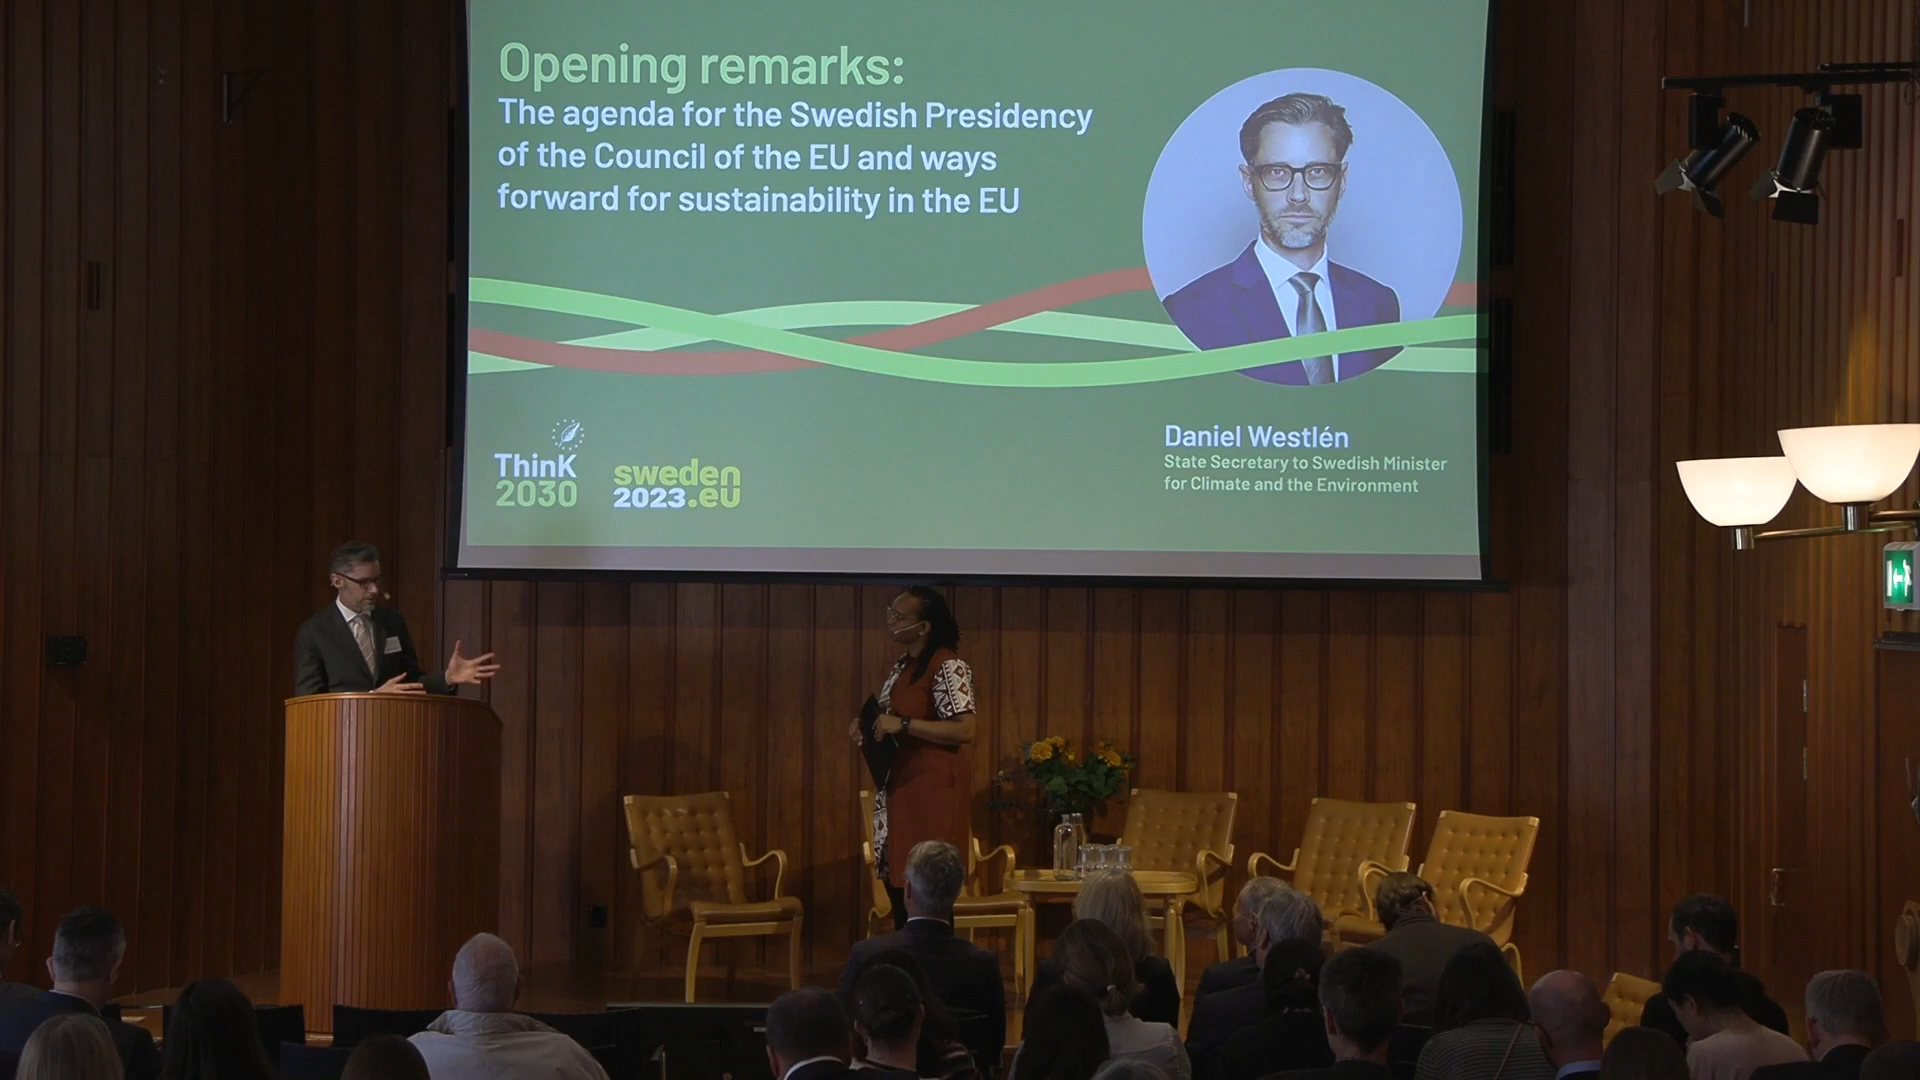 Opening remarks:
The agenda for the Swedish Presidency
of the Council of the EU and ways
forward for sustainability in the EU
ThinK
2030
sweden
2023.eu
Daniel Westlén
State Secretary to Swedish Minister
for Climate and the Environment